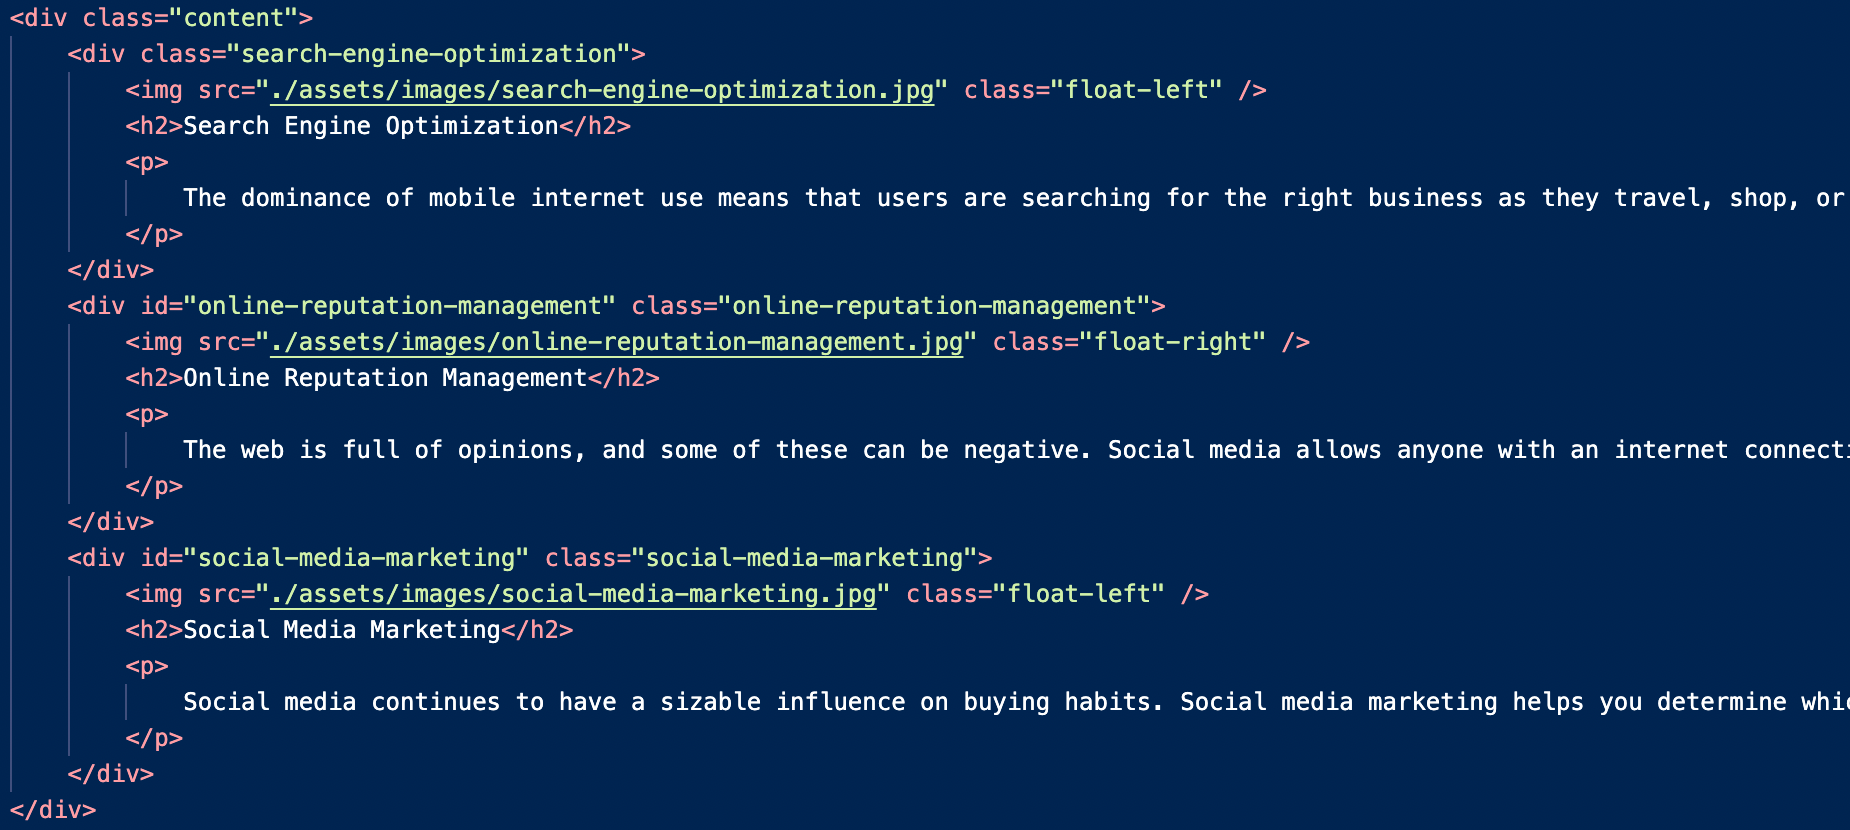 <div class="content">
    <div class="search-engine-optimization">
        <img src="./assets/images/search-engine-optimization.jpg" class="float-left" />
        <h2>Search Engine Optimization</h2>
        <p>
            The dominance of mobile internet use means that users are searching for the right business as they travel, shop, or
        </p>
    </div>
    <div id="online-reputation-management" class="online-reputation-management">
        <img src="./assets/images/online-reputation-management.jpg" class="float-right" />
        <h2>Online Reputation Management</h2>
        <p>
            The web is full of opinions, and some of these can be negative. Social media allows anyone with an internet
        </p>
    </div>
    <div id="social-media-marketing" class="social-media-marketing">
        <img src="./assets/images/social-media-marketing.jpg" class="float-left" />
        <h2>Social Media Marketing</h2>
        <p>
            Social media continues to have a sizable influence on buying habits. Social media marketing helps you determine
        </p>
    </div>
</div>